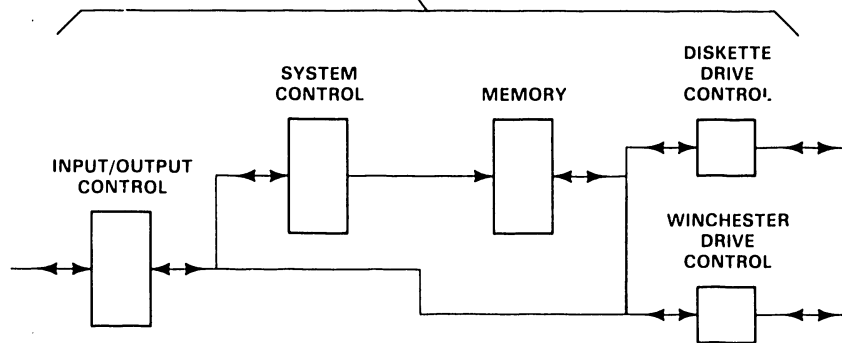 SYSTEM
CONTROL
MEMORY
DISKETTE
DRIVE
CONTROL
INPUT/OUTPUT
CONTROL
WINCHESTER
DRIVE
CONTROL